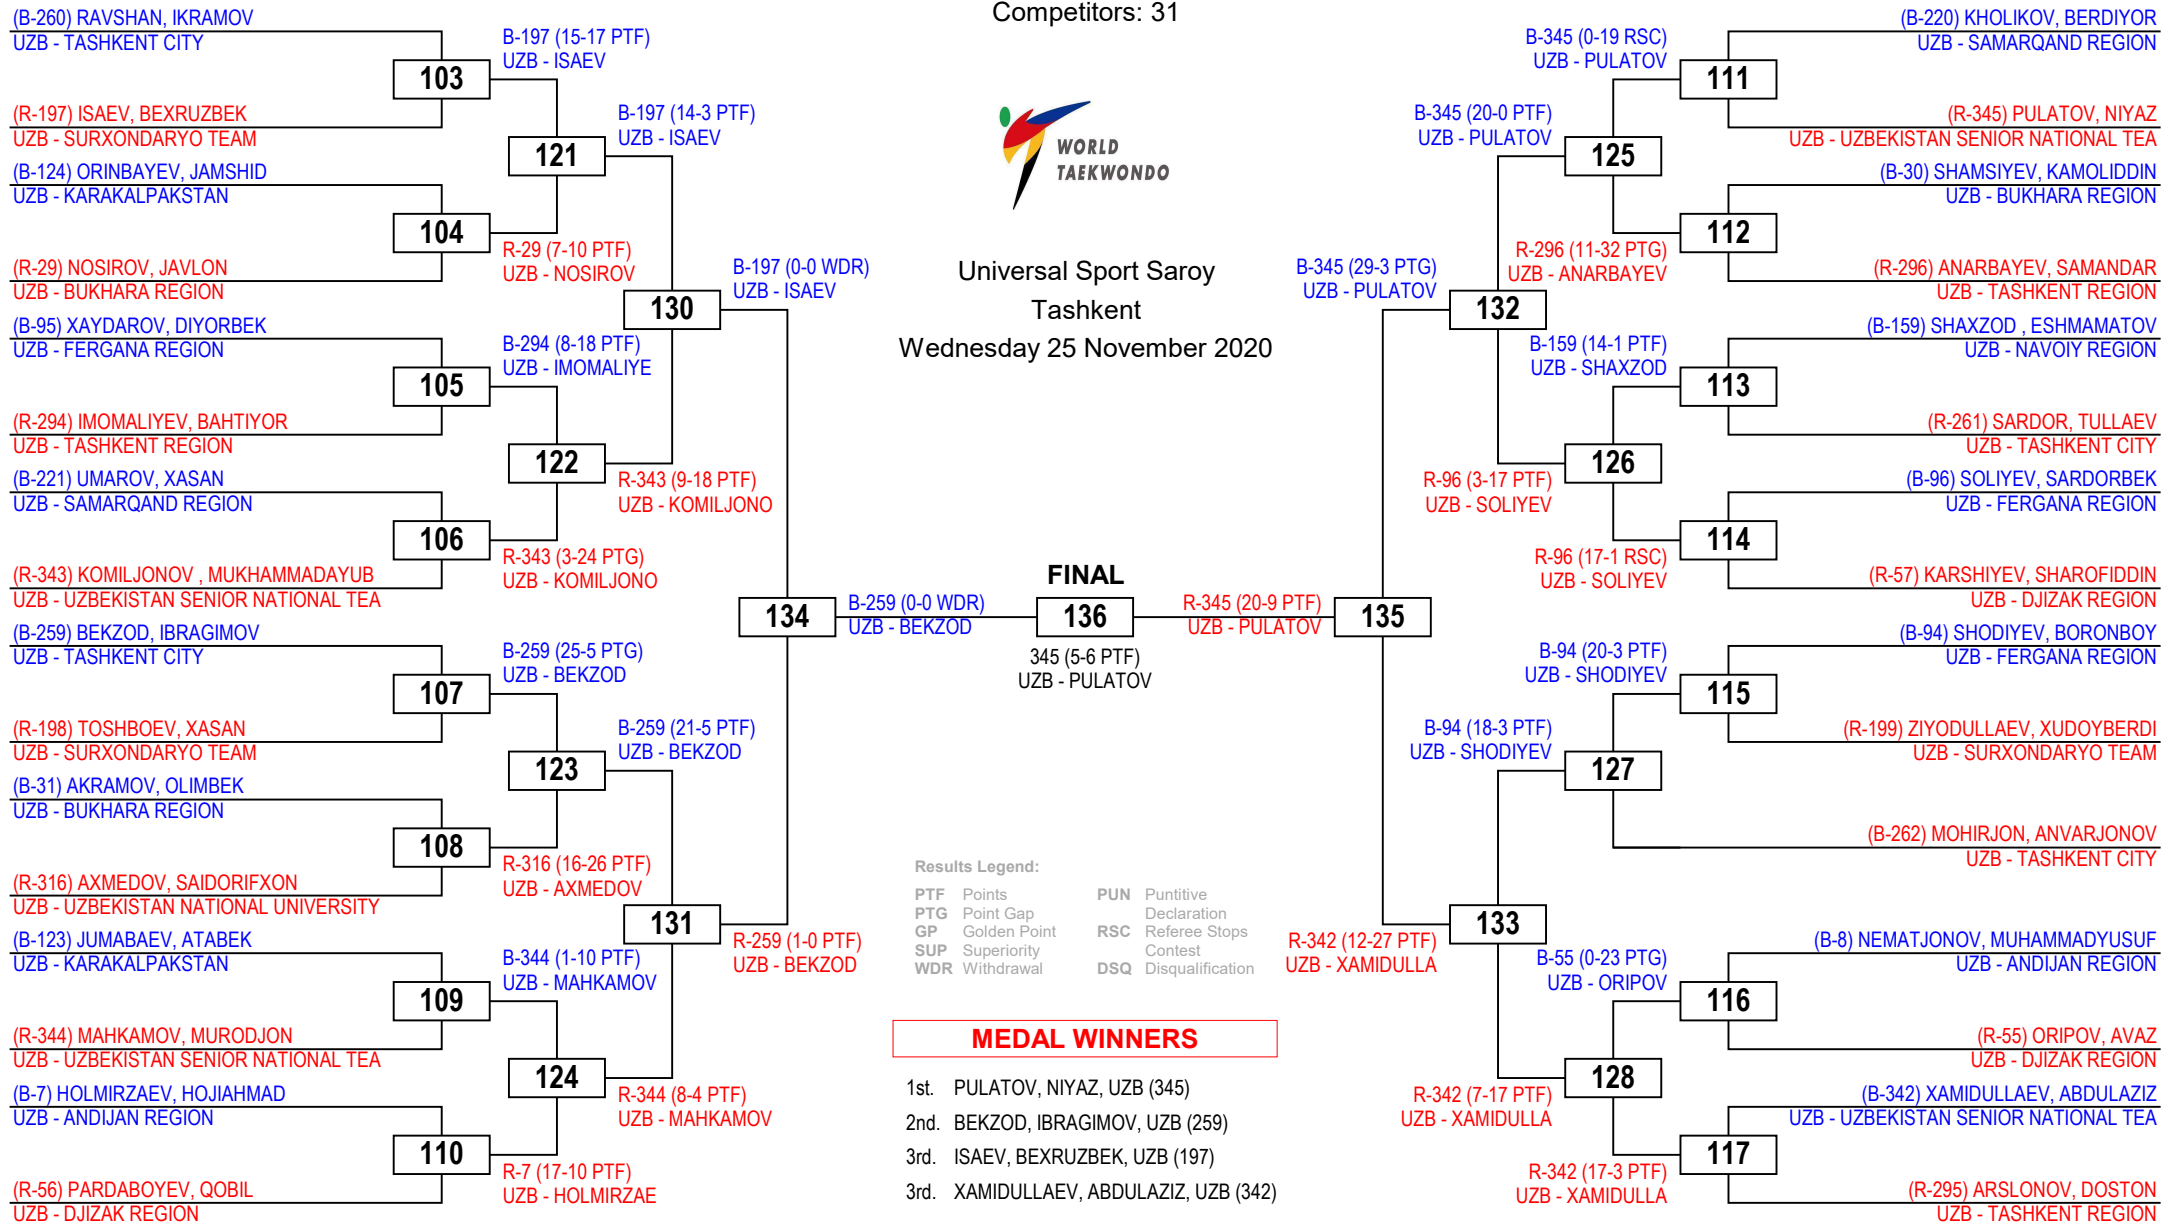 Competitors: 31
WORLD
TAEKWONDO
Universal Sport Saroy
Tashkent
Wednesday 25 November 2020
(B-260) RAVSHAN, IKRAMOV
UZB - TASHKENT CITY
103
(R-197) ISAEV, BEXRUZBEK
UZB - SURXONDARYO TEAM
(B-124) ORINBAYEV, JAMSHID
UZB - KARAKALPAKSTAN
104
(R-29) NOSIROV, JAVLON
UZB - BUKHARA REGION
(B-95) XAYDAROV, DIYORBEK
UZB - FERGANA REGION
105
(R-294) IMOMALIYEV, BAHTIYOR
UZB - TASHKENT REGION
(B-221) UMAROV, XASAN
UZB - SAMARQAND REGION
106
(R-343) KOMILJONOV , MUKHAMMADAYUB
UZB - UZBEKISTAN SENIOR NATIONAL TEA
(B-259) BEKZOD, IBRAGIMOV
UZB - TASHKENT CITY
107
(R-198) TOSHBOEV, XASAN
UZB - SURXONDARYO TEAM
(B-31) AKRAMOV, OLIMBEK
UZB - BUKHARA REGION
108
(R-316) AXMEDOV, SAIDORIFXON
UZB - UZBEKISTAN NATIONAL UNIVERSITY
(B-123) JUMABAEV, ATABEK
UZB - KARAKALPAKSTAN
109
(R-344) MAHKAMOV, MURODJON
UZB - UZBEKISTAN SENIOR NATIONAL TEA
(B-7) HOLMIRZAEV, HOJIAHMAD
UZB - ANDIJAN REGION
110
(R-56) PARDABOYEV, QOBIL
UZB - DJIZAK REGION
B-197 (15-17 PTF)
UZB - ISAEV
121
R-29 (7-10 PTF)
UZB - NOSIROV
B-294 (8-18 PTF)
UZB - IMOMALIYE
122
R-343 (3-24 PTG)
UZB - KOMILJONO
B-259 (25-5 PTG)
UZB - BEKZOD
123
R-316 (16-26 PTF)
UZB - AXMEDOV
B-344 (1-10 PTF)
UZB - MAHKAMOV
124
R-7 (17-10 PTF)
UZB - HOLMIRZAE
B-197 (14-3 PTF)
UZB - ISAEV
130
R-343 (9-18 PTF)
UZB - KOMILJONO
B-259 (21-5 PTF)
UZB - BEKZOD
131
R-344 (8-4 PTF)
UZB - MAHKAMOV
B-197 (0-0 WDR)
UZB - ISAEV
134
R-259 (1-0 PTF)
UZB - BEKZOD
B-259 (0-0 WDR)
UZB - BEKZOD
FINAL
136
345 (5-6 PTF)
UZB - PULATOV
R-345 (20-9 PTF)
UZB - PULATOV
B-345 (29-3 PTG)
UZB - PULATOV
135
R-342 (12-27 PTF)
UZB - XAMIDULLA
B-345 (20-0 PTF)
UZB - PULATOV
132
R-96 (3-17 PTF)
UZB - SOLIYEV
B-94 (18-3 PTF)
UZB - SHODIYEV
133
R-342 (7-17 PTF)
UZB - XAMIDULLA
B-345 (0-19 RSC)
UZB - PULATOV
125
R-296 (11-32 PTG)
UZB - ANARBAYEV
B-159 (14-1 PTF)
UZB - SHAXZOD
126
R-96 (17-1 RSC)
UZB - SOLIYEV
B-94 (20-3 PTF)
UZB - SHODIYEV
127
B-55 (0-23 PTG)
UZB - ORIPOV
128
R-342 (17-3 PTF)
UZB - XAMIDULLA
(B-220) KHOLIKOV, BERDIYOR
UZB - SAMARQAND REGION
111
(R-345) PULATOV, NIYAZ
UZB - UZBEKISTAN SENIOR NATIONAL TEA
(B-30) SHAMSIYEV, KAMOLIDDIN
UZB - BUKHARA REGION
112
(R-296) ANARBAYEV, SAMANDAR
UZB - TASHKENT REGION
(B-159) SHAXZOD , ESHMAMATOV
UZB - NAVOIY REGION
113
(R-261) SARDOR, TULLAEV
UZB - TASHKENT CITY
(B-96) SOLIYEV, SARDORBEK
UZB - FERGANA REGION
114
(R-57) KARSHIYEV, SHAROFIDDIN
UZB - DJIZAK REGION
(B-94) SHODIYEV, BORONBOY
UZB - FERGANA REGION
115
(R-199) ZIYODULLAEV, XUDOYBERDI
UZB - SURXONDARYO TEAM
(B-262) MOHIRJON, ANVARJONOV
UZB - TASHKENT CITY
(B-8) NEMATJONOV, MUHAMMADYUSUF
UZB - ANDIJAN REGION
116
(R-55) ORIPOV, AVAZ
UZB - DJIZAK REGION
(B-342) XAMIDULLAEV, ABDULAZIZ
UZB - UZBEKISTAN SENIOR NATIONAL TEA
117
(R-295) ARSLONOV, DOSTON
UZB - TASHKENT REGION
Results Legend:
PTF Points
PTG Point Gap
GP Golden Point
SUP Superiority
WDR Withdrawal
PUN Puntitive
Declaration
RSC Referee Stops
Contest
DSQ Disqualification
MEDAL WINNERS
1st. PULATOV, NIYAZ, UZB (345)
2nd. BEKZOD, IBRAGIMOV, UZB (259)
3rd. ISAEV, BEXRUZBEK, UZB (197)
3rd. XAMIDULLAEV, ABDULAZIZ, UZB (342)